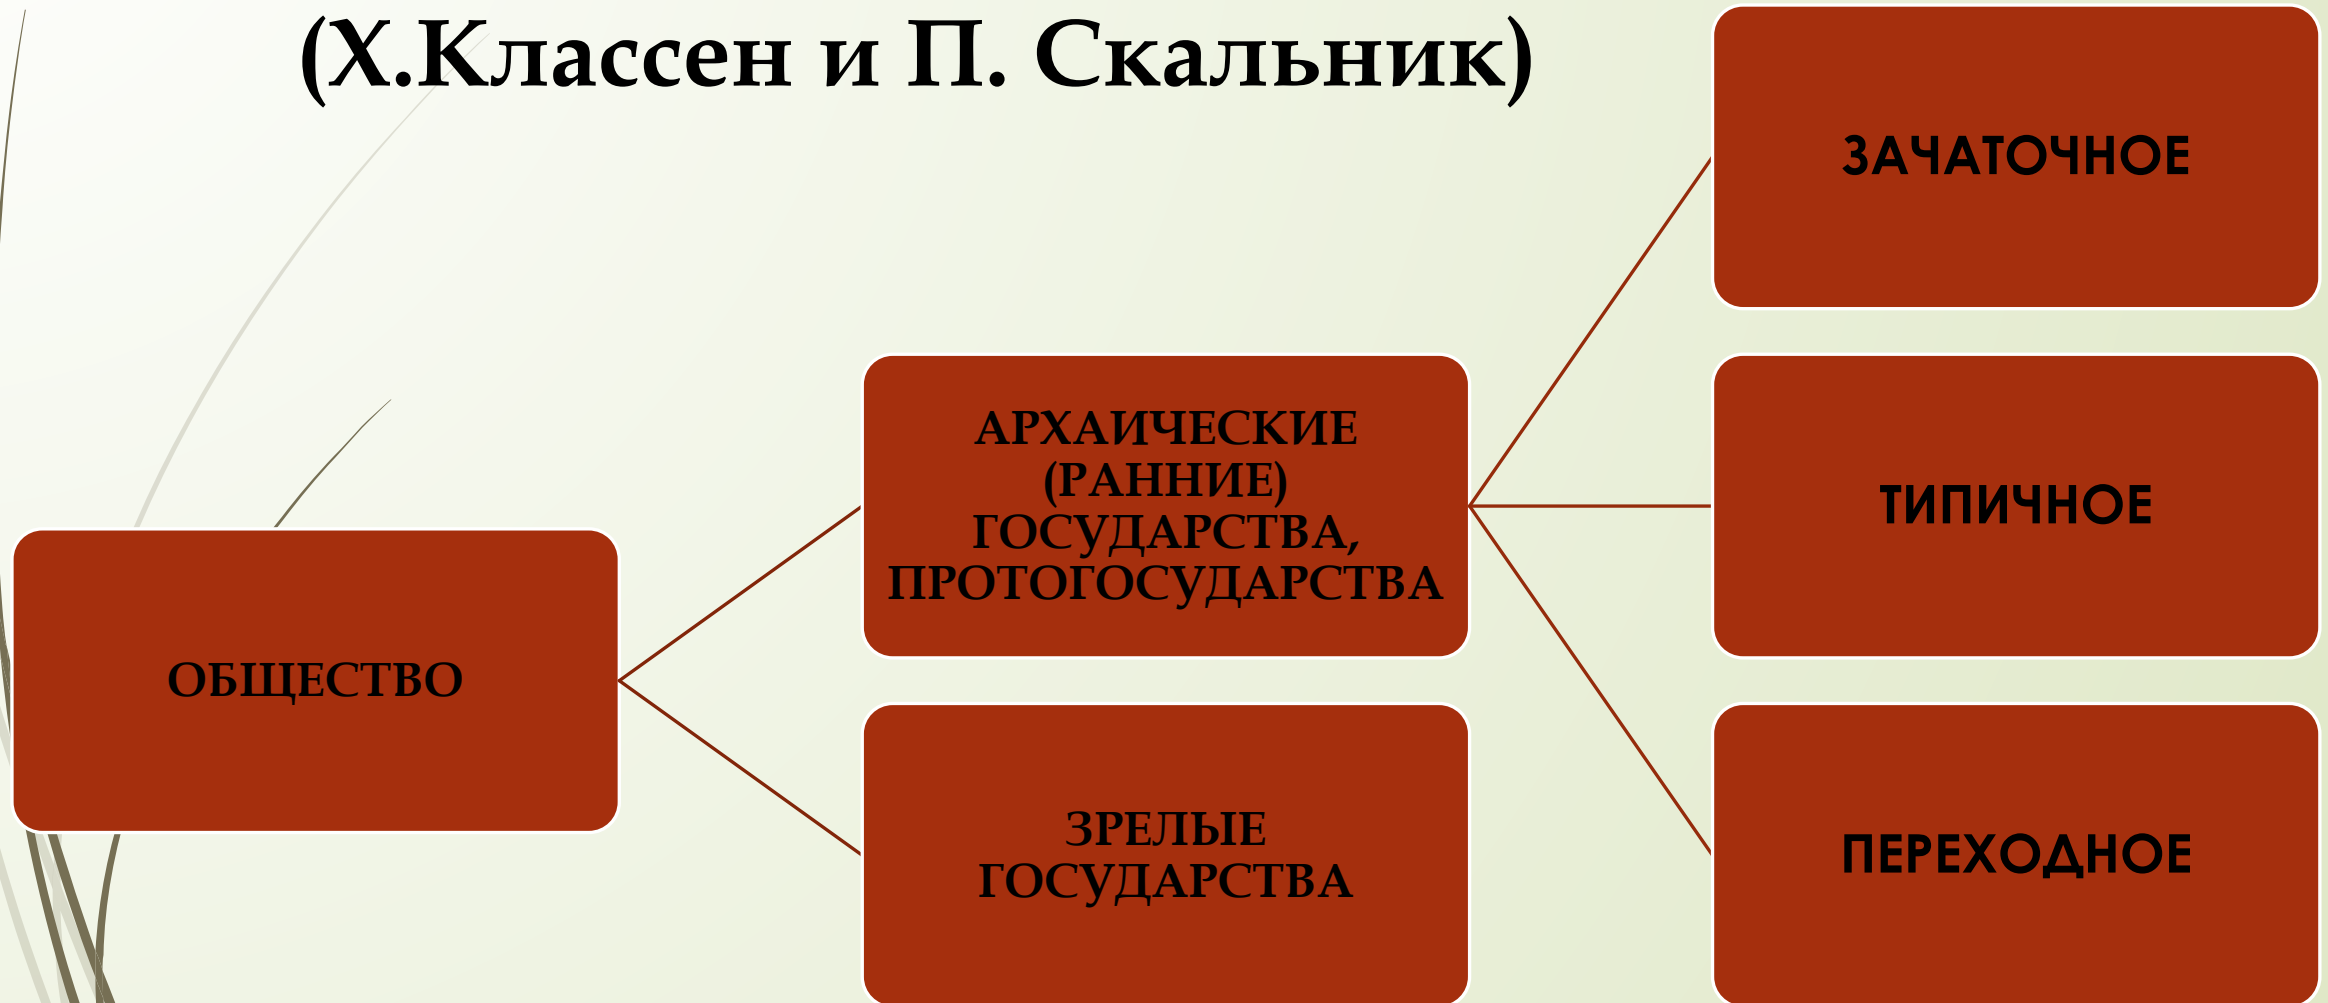 (Х.Классен и П. Скальник)
ОБЩЕСТВО
АРХАИЧЕСКИЕ
(РАННИЕ)
ГОСУДАРСТВА,
ПРОТОГОСУДАРСТВА
ЗРЕЛЫЕ
ГОСУДАРСТВА
ЗАЧАТОЧНОЕ
ТИПИЧНОЕ
ПЕРЕХОДНОЕ